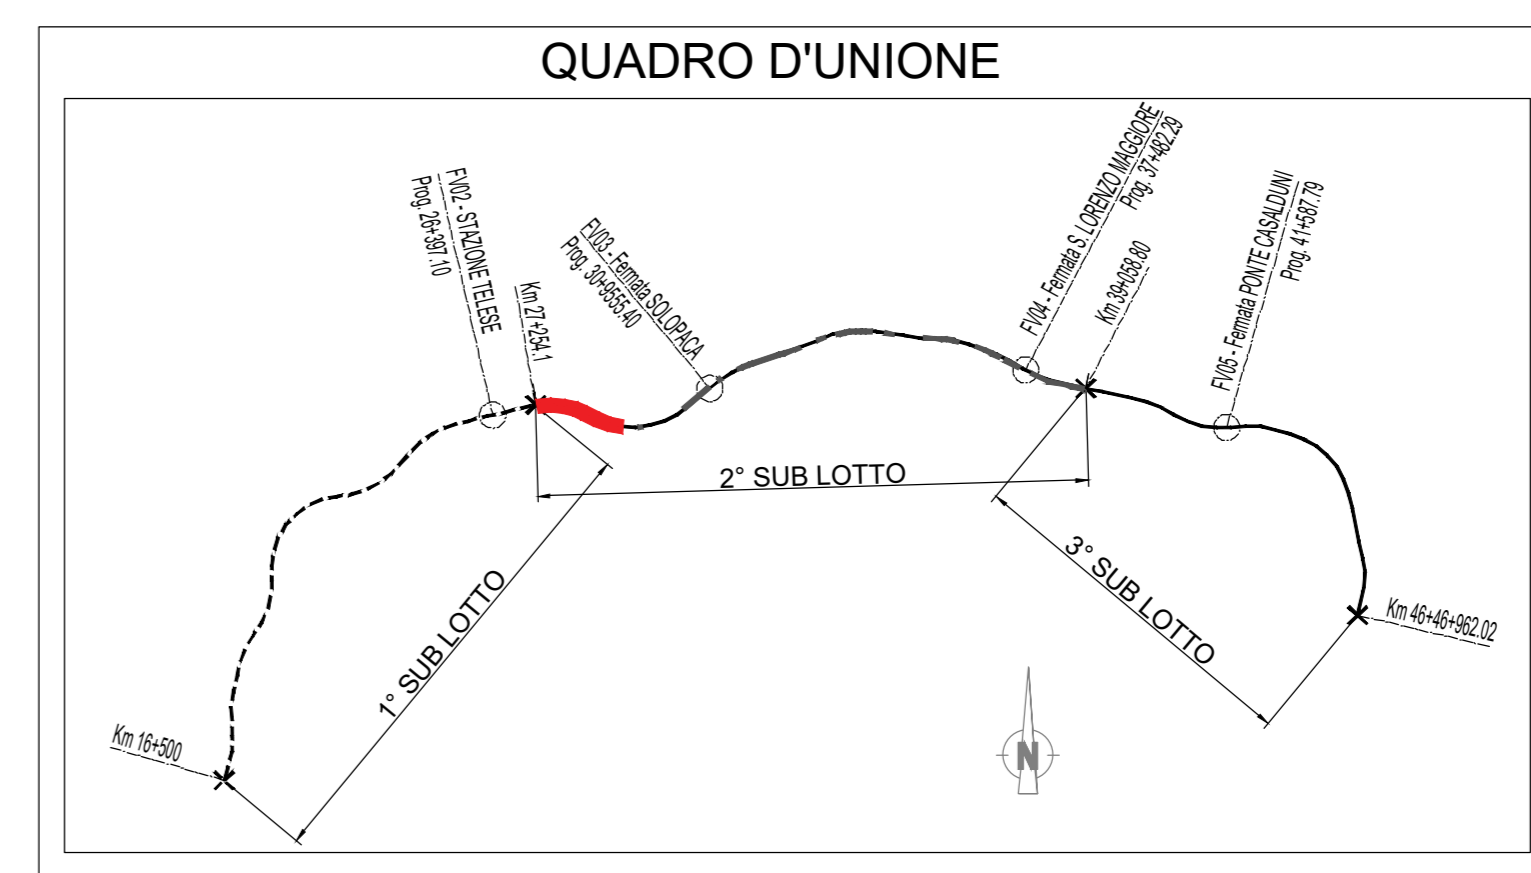 QUADRO D'UNIONE
FV02 - STAZIONE TELESE
Prog. 26+397.10
Km 27+254.1
FV03 - Fermata SOLOPACA
Prog. 30+9555.40
FV04 - Fermata S. LORENZO MAGGIORE
Prog. 37+482.29
Km 39+058.80
FV05 - Fermata PONTE CASALDUNI
Prog. 41+587.79
2° SUB LOTTO
1° SUB LOTTO
3° SUB LOTTO
Km 46+46+962.02
Km 16+500
N